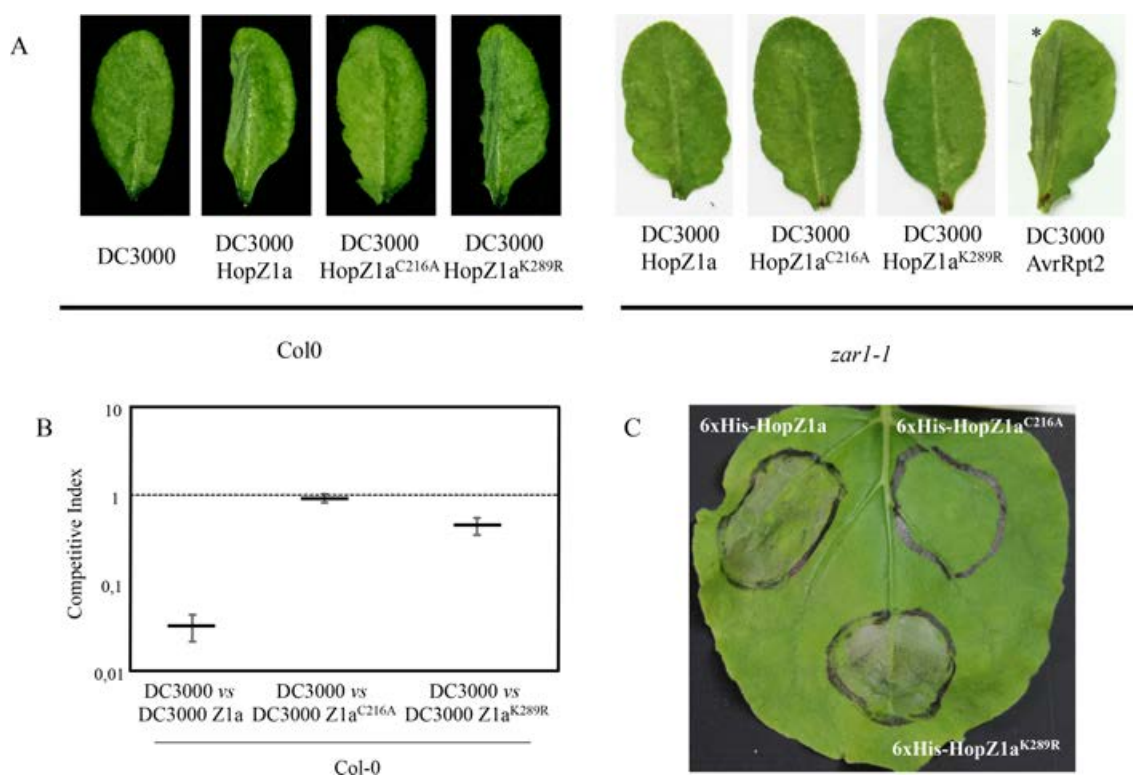 A
DC3000
DC3000
HopZ1a
DC3000
HopZ1a^C216A
DC3000
HopZ1a^K289R
Col0
DC3000
HopZ1a
DC3000
HopZ1a^C216A
DC3000
HopZ1a^K289R
*
DC3000
AvrRpt2
zar1-1
B
Competitive Index
10
1
0,1
0,01
DC3000 vs
DC3000 Z1a
DC3000 vs
DC3000 Z1a^C216A
DC3000 vs
DC3000 Z1a^K289R
Col-0
C
6xHis-HopZ1a
6xHis-HopZ1a^C216A
6xHis-HopZ1a^K289R